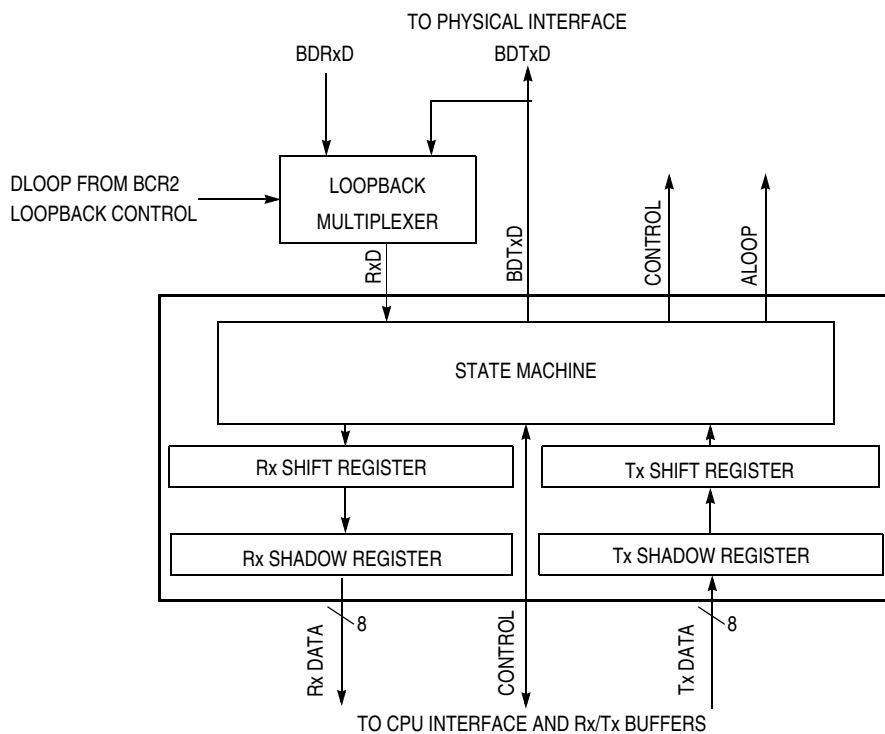 TO PHYSICAL INTERFACE
BDRxD
BDTxD
DLOOP FROM BCR2
LOOPBACK CONTROL
LOOPBACK
MULTIPLEXER
RxD
BDTxD
CONTROL
ALOOP
STATE MACHINE
Rx SHIFT REGISTER
Tx SHIFT REGISTER
Rx SHADOW REGISTER
Tx SHADOW REGISTER
8
8
Rx DATA
CONTROL
Tx DATA
TO CPU INTERFACE AND Rx/Tx BUFFERS